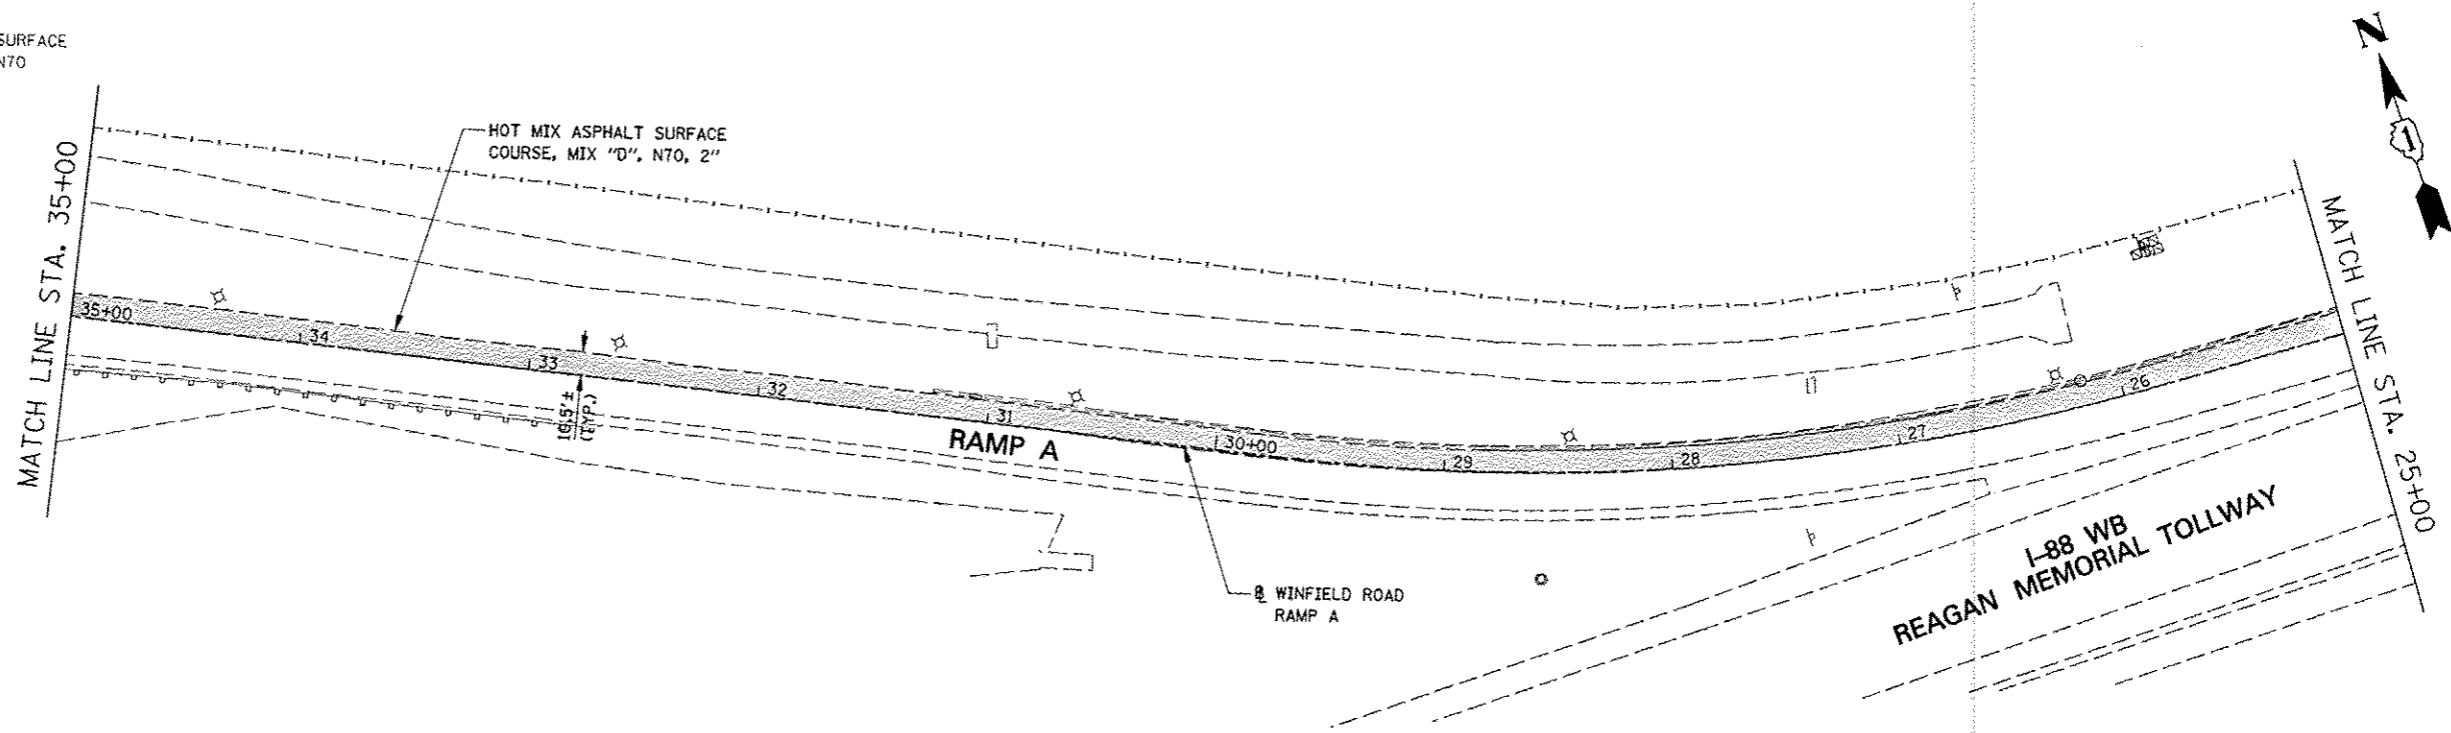 SURFACE
N70
N
1
HOT MIX ASPHALT SURFACE
COURSE, MIX "D", N70, 2"
MATCH LINE STA. 35+00
35+00
34
33
32
31
30+00
29
28
27
26
(TYP.)
RAMP A
WINFIELD ROAD
RAMP A
I-88 WB
REAGAN MEMORIAL TOLLWAY
MATCH LINE STA. 25+00